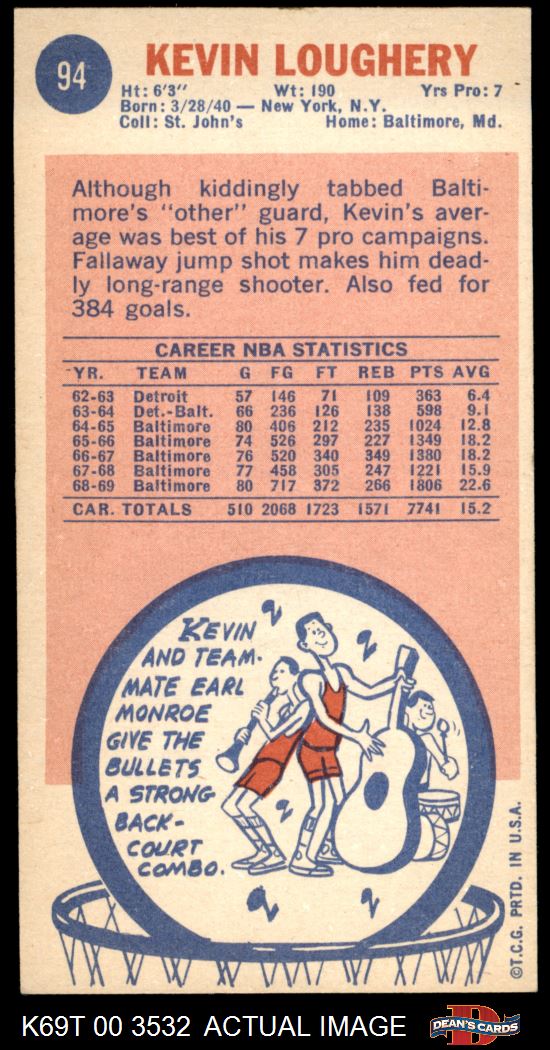 94
KEVIN LOUGHERY
Ht: 6'3" Wt: 190 Yrs Pro: 7
Born: 3/28/40 — New York, N.Y.
Coll: St. John's Home: Baltimore, Md.
Although kiddingly tabbed Balti-
more's "other" guard, Kevin's aver-
age was best of his 7 pro campaigns.
Fallaway jump shot makes him dead-
ly long-range shooter. Also fed for
384 goals.
CAREER NBA STATISTICS
YR. TEAM G FG FT REB PTS AVG
62-63 Detroit 57 146 71 109 363 6.4
63-64 Det.-Balt. 66 236 126 138 598 9.1
64-65 Baltimore 80 406 212 235 1024 12.8
65-66 Baltimore 74 526 297 227 1349 18.2
66-67 Baltimore 76 520 340 349 1380 18.2
67-68 Baltimore 77 458 305 247 1221 15.9
68-69 Baltimore 80 717 372 266 1806 22.6
CAR. TOTALS 510 2068 1723 1571 7741 15.2
KEVIN
AND TEAM-
MATE EARL
MONROE
GIVE THE
BULLETS
A STRONG
BACK-
COURT
COMBO.
©T.C.G. PRTD. IN U.S.A.
K69T 00 3532 ACTUAL IMAGE
D
DEAN'S CARDS